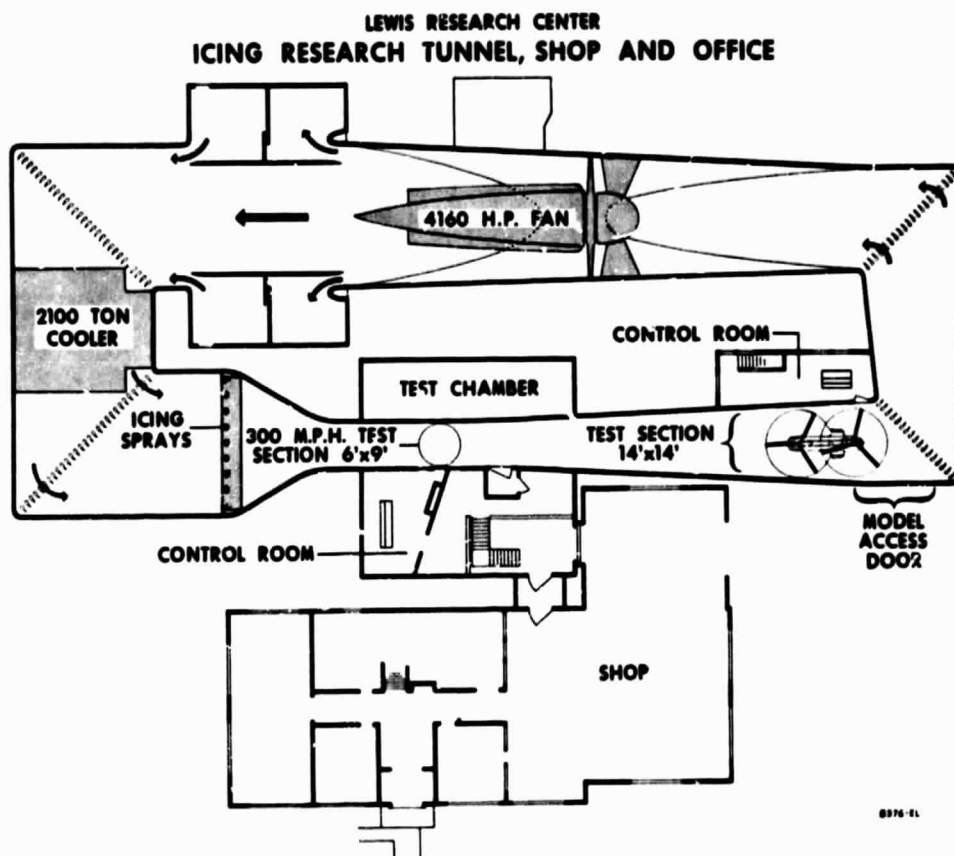 LEWIS RESEARCH CENTER
ICING RESEARCH TUNNEL, SHOP AND OFFICE
4160 H.P. FAN
2100 TON
COOLER
CONTROL ROOM
TEST CHAMBER
ICING
SPRAYS
300 M.P.H. TEST
SECTION 6'x9'
TEST SECTION
14'x14'
MODEL
ACCESS
DOOR
CONTROL ROOM
SHOP